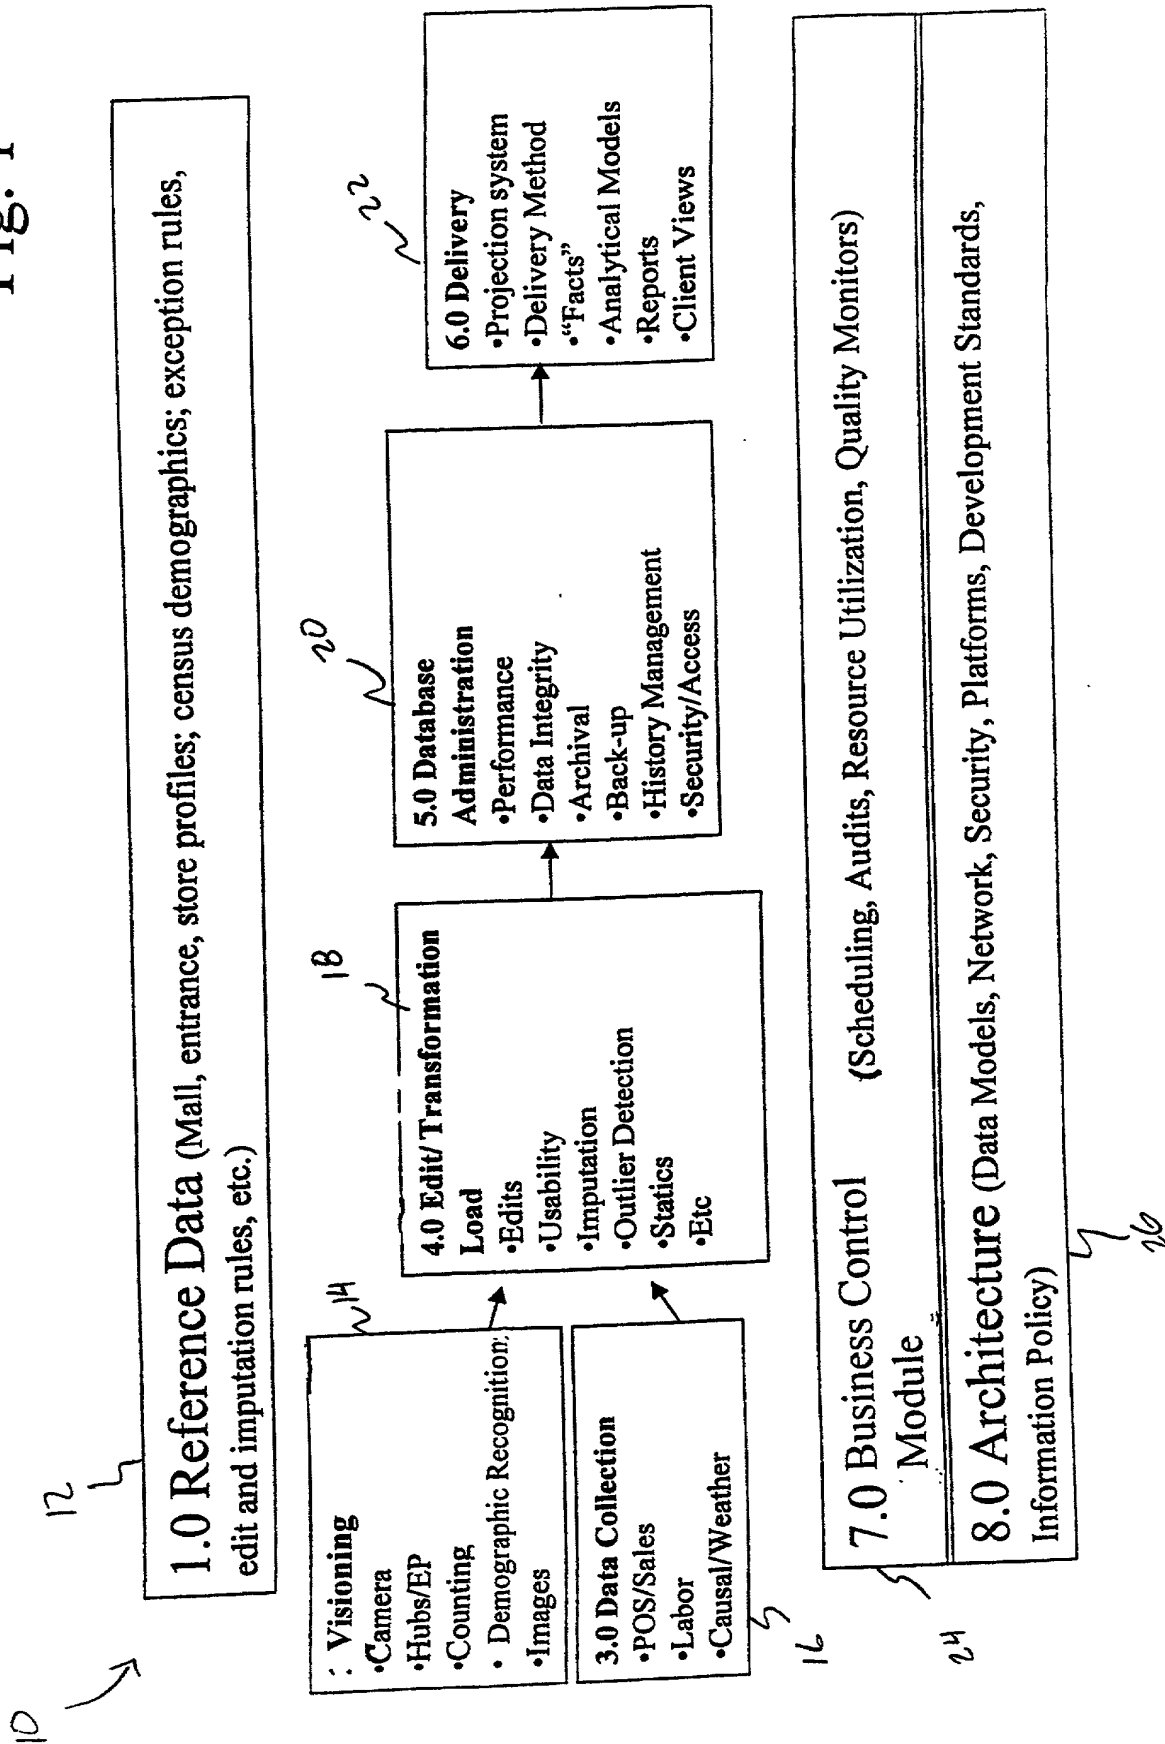 Fig. 1
10
12
1.0 Reference Data (Mall, entrance, store profiles; census demographics; exception rules,
edit and imputation rules, etc.)
14
: Visioning
•Camera
•Hubs/EP
•Counting
• Demographic Recognition
•Images
16
3.0 Data Collection
•POS/Sales
•Labor
•Causal/Weather
18
4.0 Edit/ Transformation
Load
•Edits
•Usability
•Imputation
•Outlier Detection
•Statics
•Etc
20
5.0 Database
Administration
•Performance
•Data Integrity
•Archival
•Back-up
•History Management
•Security/Access
22
6.0 Delivery
•Projection system
•Delivery Method
•“Facts”
•Analytical Models
•Reports
•Client Views
24
7.0 Business Control (Scheduling, Audits, Resource Utilization, Quality Monitors)
Module
8.0 Architecture (Data Models, Network, Security, Platforms, Development Standards,
Information Policy)
26